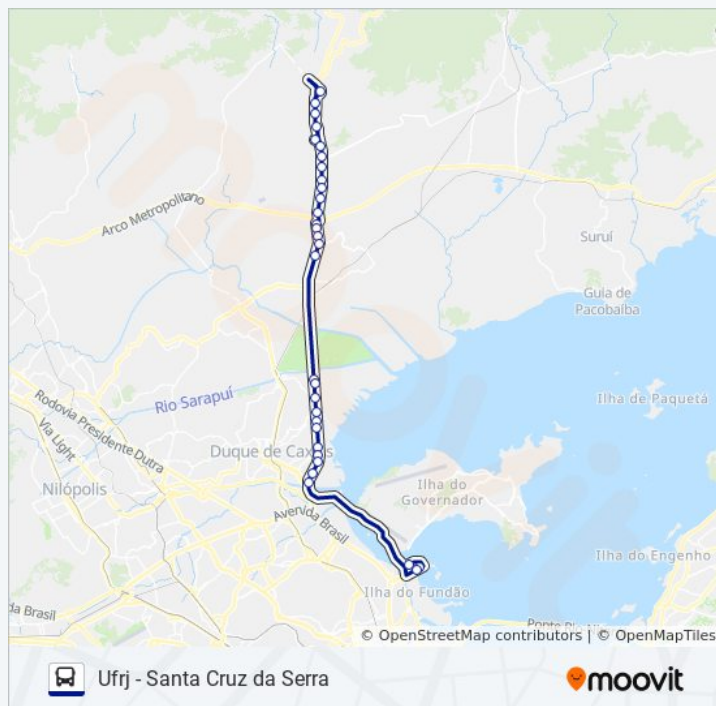 Arco Metropolitano
Suruí
Guia de
Pacobaíba
Rio Sarapuí
Ilha de Paquetá
Rodovia Presidente Dutra
Via Light
Duque de Caxias
Nilópolis
Ilha do
Governador
Avenida Brasil
Ilha do Engenho
da Brasil
Ilha do Fundão
© OpenStreetMap contributors | © OpenMapTiles
Ufrj - Santa Cruz da Serra
moovit